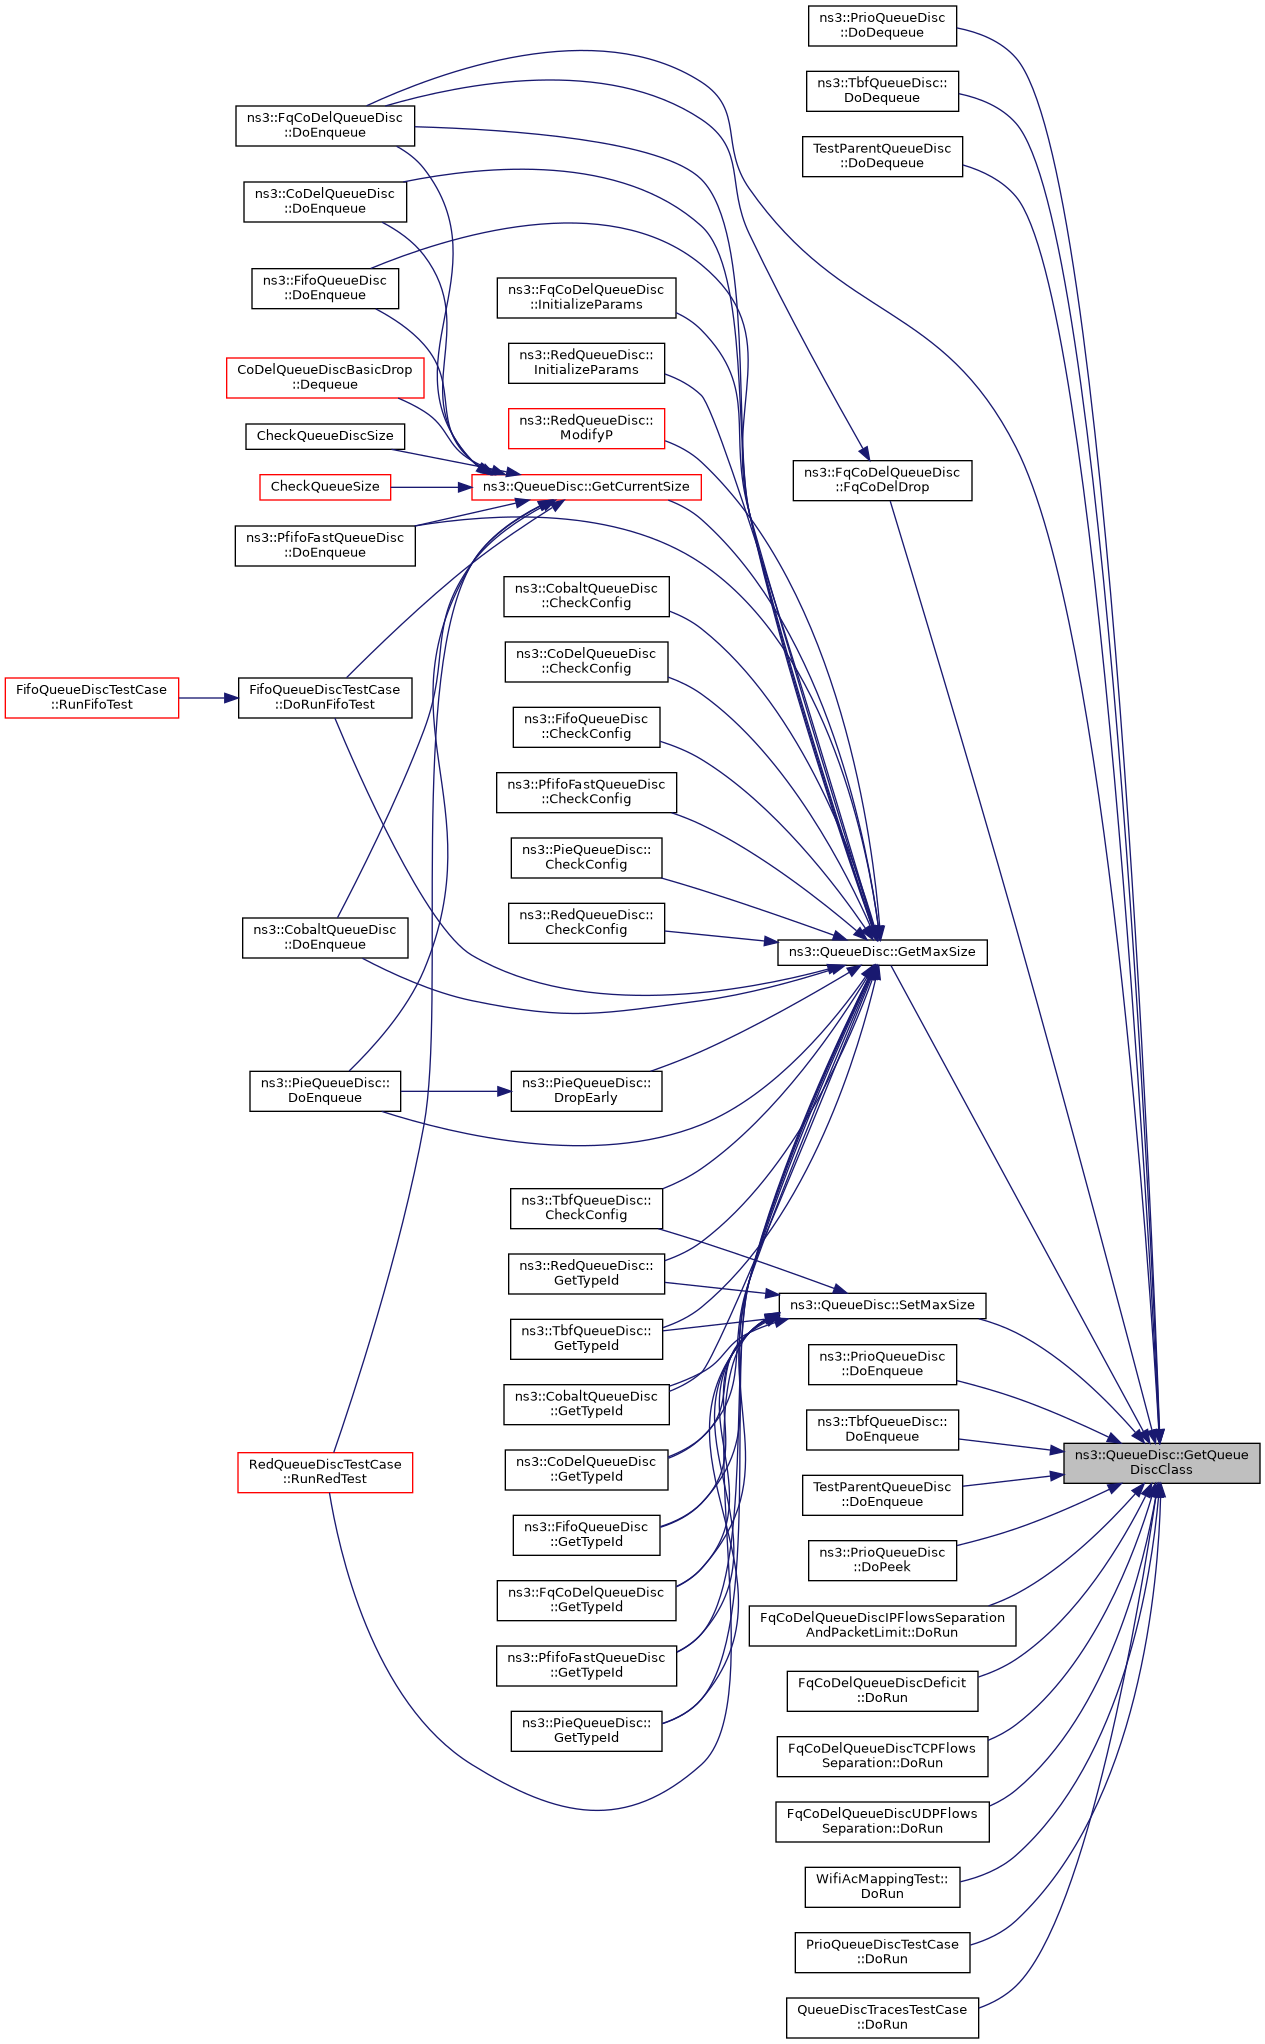 ns3::PrioQueueDisc
::DoDequeue
ns3::TbfQueueDisc::
DoDequeue
TestParentQueueDisc
::DoDequeue
ns3::FqCoDelQueueDisc
::DoEnqueue
ns3::CoDelQueueDisc
::DoEnqueue
ns3::FifoQueueDisc
::DoEnqueue
ns3::FqCoDelQueueDisc
::InitializeParams
ns3::RedQueueDisc::
InitializeParams
CoDelQueueDiscBasicDrop
::Dequeue
ns3::RedQueueDisc::
ModifyP
CheckQueueDiscSize
ns3::FqCoDelQueueDisc
::FqCoDelDrop
CheckQueueSize
ns3::QueueDisc::GetCurrentSize
ns3::PfifoFastQueueDisc
::DoEnqueue
ns3::CobaltQueueDisc
::CheckConfig
ns3::CoDelQueueDisc
::CheckConfig
FifoQueueDiscTestCase
::RunFifoTest
FifoQueueDiscTestCase
::DoRunFifoTest
ns3::FifoQueueDisc
::CheckConfig
ns3::PfifoFastQueueDisc
::CheckConfig
ns3::PieQueueDisc::
CheckConfig
ns3::RedQueueDisc::
CheckConfig
ns3::CobaltQueueDisc
::DoEnqueue
ns3::QueueDisc::GetMaxSize
ns3::PieQueueDisc::
DoEnqueue
ns3::PieQueueDisc::
DropEarly
ns3::TbfQueueDisc::
CheckConfig
ns3::RedQueueDisc::
GetTypeId
ns3::QueueDisc::SetMaxSize
ns3::TbfQueueDisc::
GetTypeId
ns3::PrioQueueDisc
::DoEnqueue
ns3::CobaltQueueDisc
::GetTypeId
ns3::TbfQueueDisc::
DoEnqueue
RedQueueDiscTestCase
::RunRedTest
ns3::CoDelQueueDisc
::GetTypeId
ns3::QueueDisc::GetQueue
DiscClass
TestParentQueueDisc
::DoEnqueue
ns3::FifoQueueDisc
::GetTypeId
ns3::PrioQueueDisc
::DoPeek
ns3::FqCoDelQueueDisc
::GetTypeId
FqCoDelQueueDiscIPFlowsSeparation
AndPacketLimit::DoRun
ns3::PfifoFastQueueDisc
::GetTypeId
FqCoDelQueueDiscDeficit
::DoRun
ns3::PieQueueDisc::
GetTypeId
FqCoDelQueueDiscTCPFlows
Separation::DoRun
FqCoDelQueueDiscUDPFlows
Separation::DoRun
WifiAcMappingTest::
DoRun
PrioQueueDiscTestCase
::DoRun
QueueDiscTracesTestCase
::DoRun